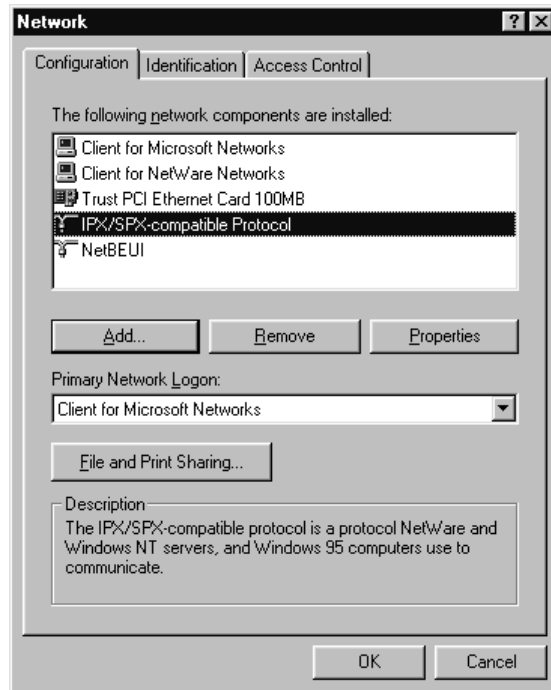 Network
Configuration Identification Access Control
The following network components are installed:
Client for Microsoft Networks
Client for NetWare Networks
Trust PCI Ethernet Card 100MB
IPX/SPX-compatible Protocol
NetBEUI
Add... Remove Properties
Primary Network Logon:
Client for Microsoft Networks
File and Print Sharing...
Description
The IPX/SPX-compatible protocol is a protocol NetWare and
Windows NT servers, and Windows 95 computers use to
communicate.
OK Cancel